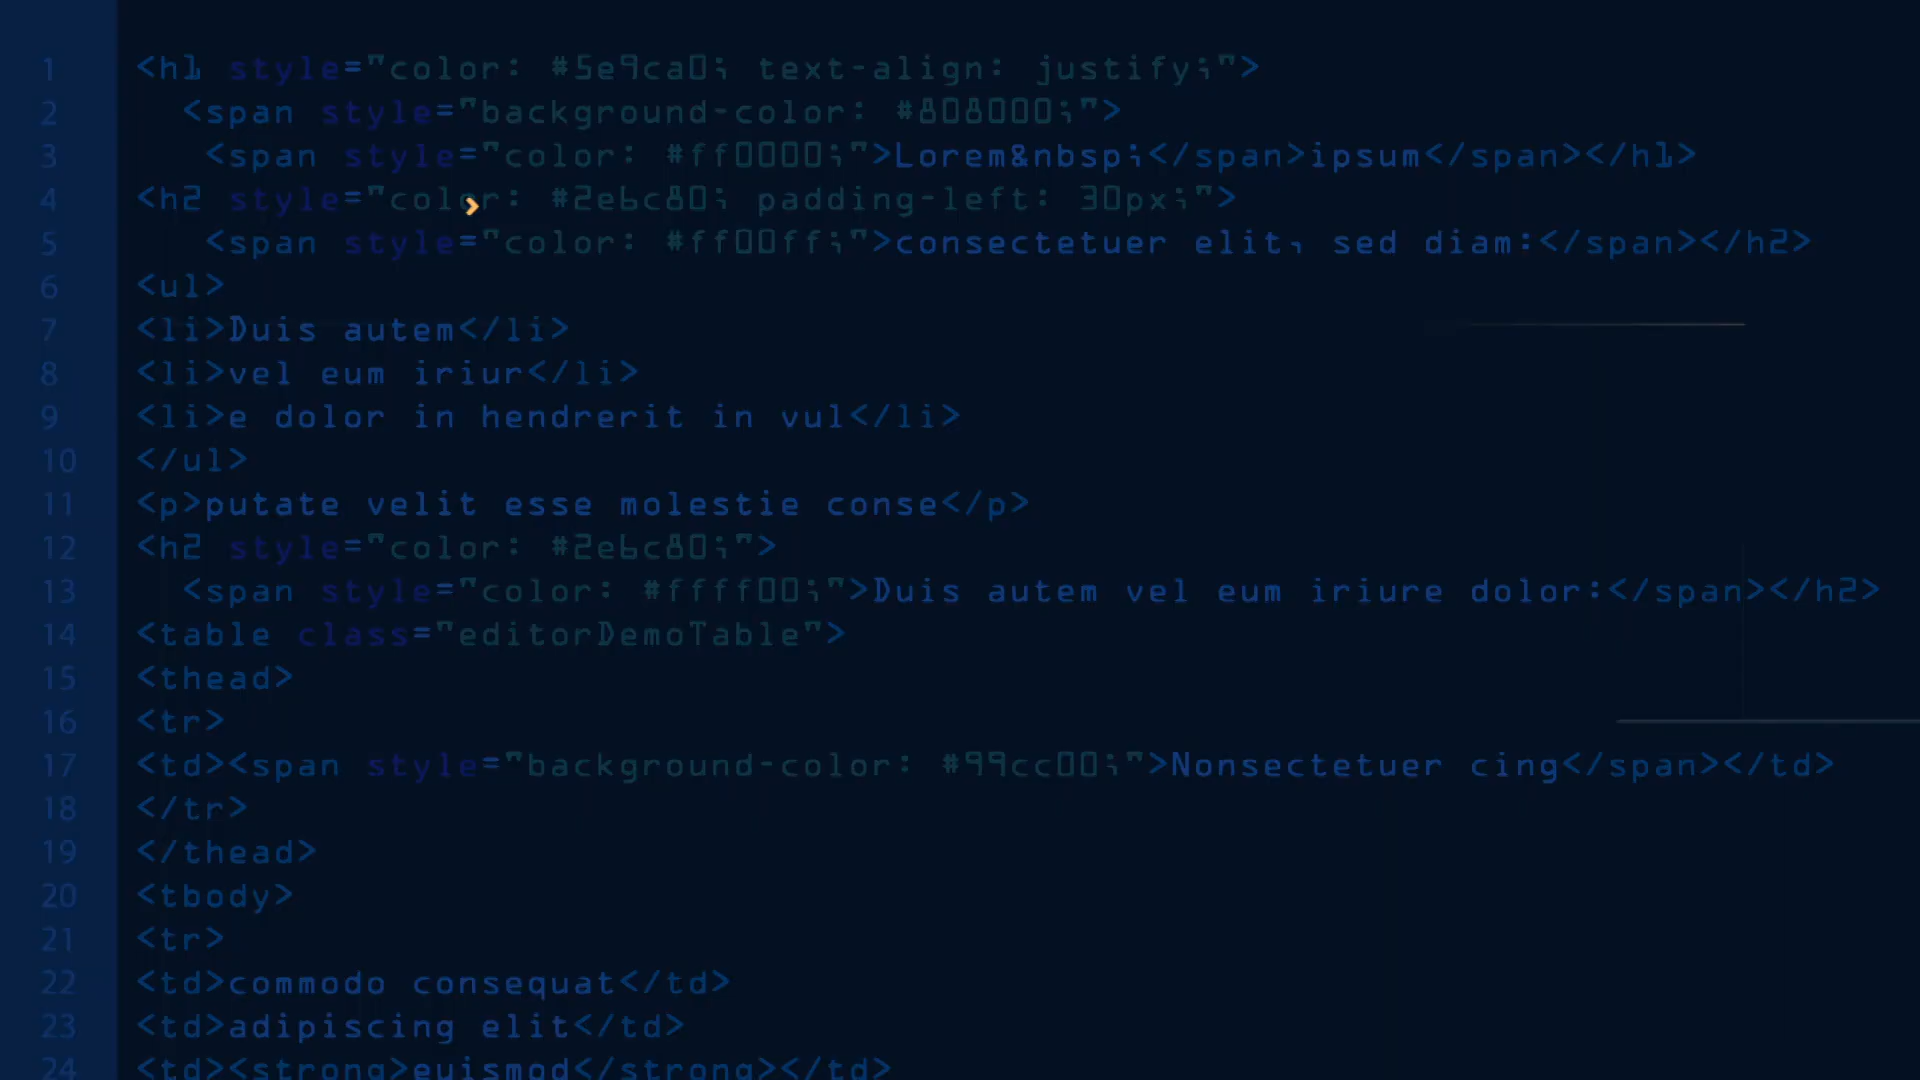 1 <h1 style="color: #5e9ca0; text-align: justify;">
2 <span style="background-color: #808000;">
3 <span style="color: #ff0000;">Lorem&nbsp;</span>ipsum</span></h1>
4 <h2 style="color: #2e6c80; padding-left: 30px;">
5 <span style="color: #ff00ff;">consectetuer elit, sed diam:</span></h2>
6 <ul>
7 <li>Duis autem</li>
8 <li>vel eum iriur</li>
9 <li>e dolor in hendrerit in vul</li>
10 </ul>
11 <p>putate velit esse molestie conse</p>
12 <h2 style="color: #2e6c80;">
13 <span style="color: #ffff00;">Duis autem vel eum iriure dolor:</span></h2>
14 <table class="editorDemoTable">
15 <thead>
16 <tr>
17 <td><span style="background-color: #99cc00;">Nonsectetuer cing</span></td>
18 </tr>
19 </thead>
20 <tbody>
21 <tr>
22 <td>commodo consequat</td>
23 <td>adipiscing elit</td>
24 <td><strong>euismod</strong></td>